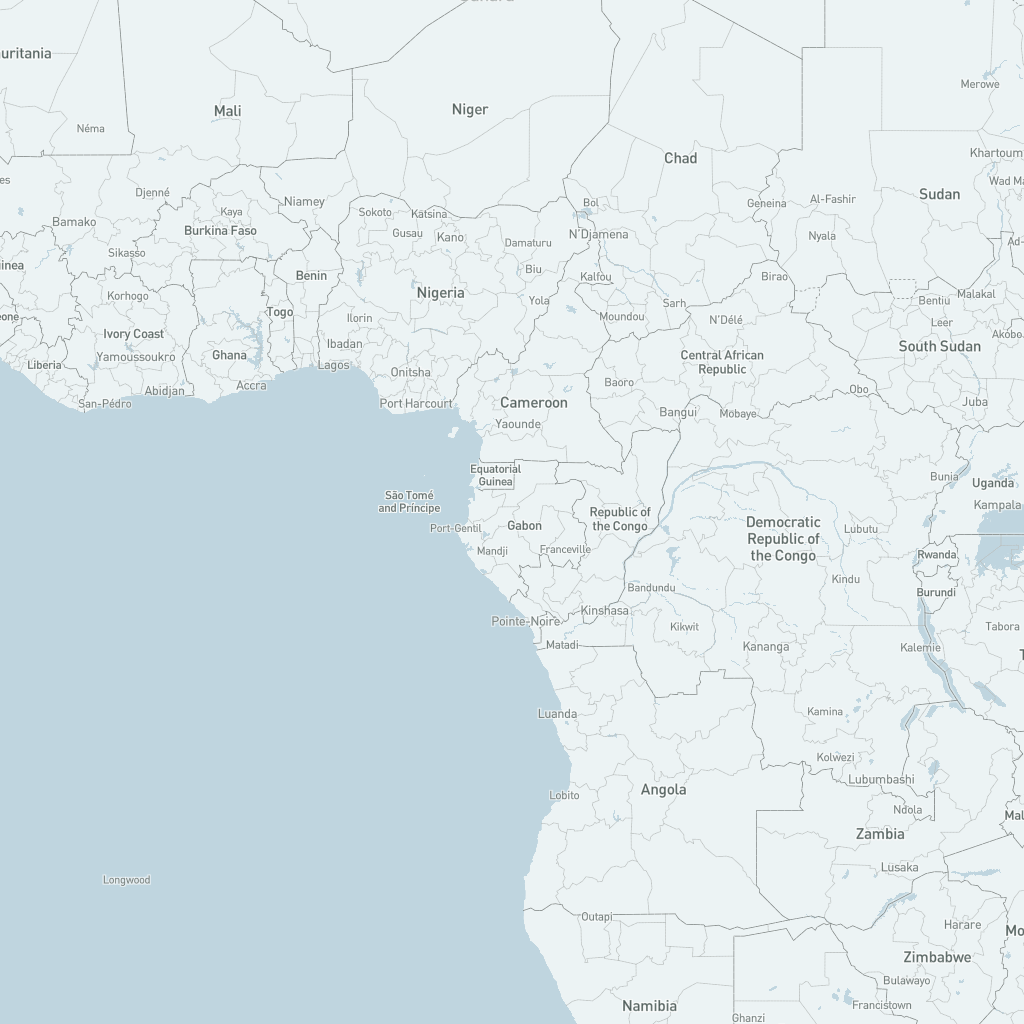 Mali
Niger
Merowe
Néma
Khartoum
Chad
Djenné
Niamey
Bol
Geneina
Al-Fashir
Sudan
Kaya
Sokoto
Katsina
Bamako
Burkina Faso
Gusau
Kano
N'Djamena
Nyala
Sikasso
Damaturu
Benin
Biu
Kalfou
Birao
Korhogo
Nigeria
Yola
Sarh
Bentiu
Malakal
Togo
Ilorin
Moundou
N'Délé
Leer
Akobo
Ivory Coast
Ibadan
South Sudan
Yamoussoukro
Ghana
Central African
Republic
Liberia
Lagos
Onitsha
Baoro
Abidjan
Accra
Obo
San-Pédro
Port Harcourt
Cameroon
Bangui
Mobaye
Juba
Yaounde
Equatorial
Guinea
Bunia
Uganda
São Tomé
and Príncipe
Kampala
Republic of
the Congo
Port-Gentil
Gabon
Democratic
Republic of
the Congo
Lubutu
Mandji
Franceville
Rwanda
Kindu
Bandundu
Burundi
Kinshasa
Pointe-Noire
Kikwit
Tabora
Matadi
Kananga
Kalemie
Luanda
Kamina
Kolwezi
Lubumbashi
Angola
Lobito
Ndola
Zambia
Lusaka
Longwood
Outapi
Harare
Zimbabwe
Bulawayo
Namibia
Francistown
Ghanzi